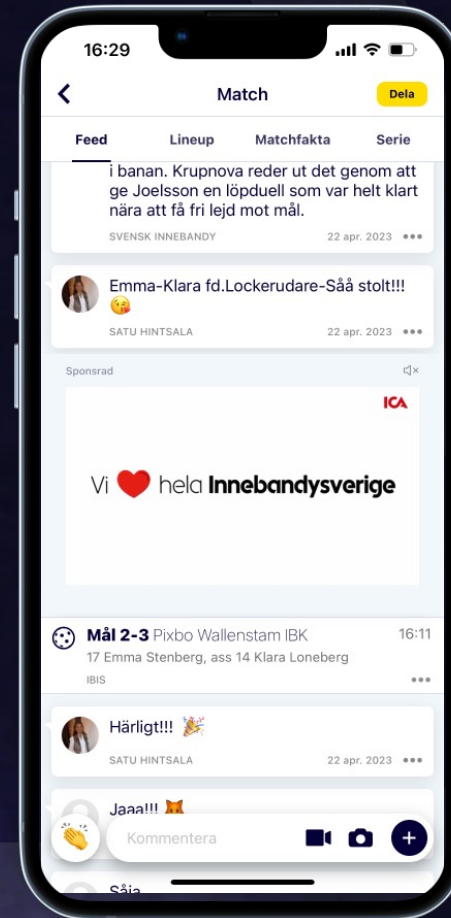 16:29
Match
Dela
Feed
Lineup
Matchfakta
Serie
i banan. Krupnova reder ut det genom att
ge Joelsson en löpduell som var helt klart
nära att få fri lejd mot mål.
SVENSK INNEBANDY
22 apr. 2023
Emma-Klara fd.Lockerudare-Såå stolt!!!
😘
SATU HINTSALA
22 apr. 2023
Sponsrad
ICA
Vi ❤ hela Innebandysverige
Mål 2-3 Pixbo Wallenstam IBK
16:11
17 Emma Stenberg, ass 14 Klara Loneberg
IBIS
Härligt!!! 🎉
SATU HINTSALA
22 apr. 2023
Jaaa!!! 🦊
Kommentera
Såja